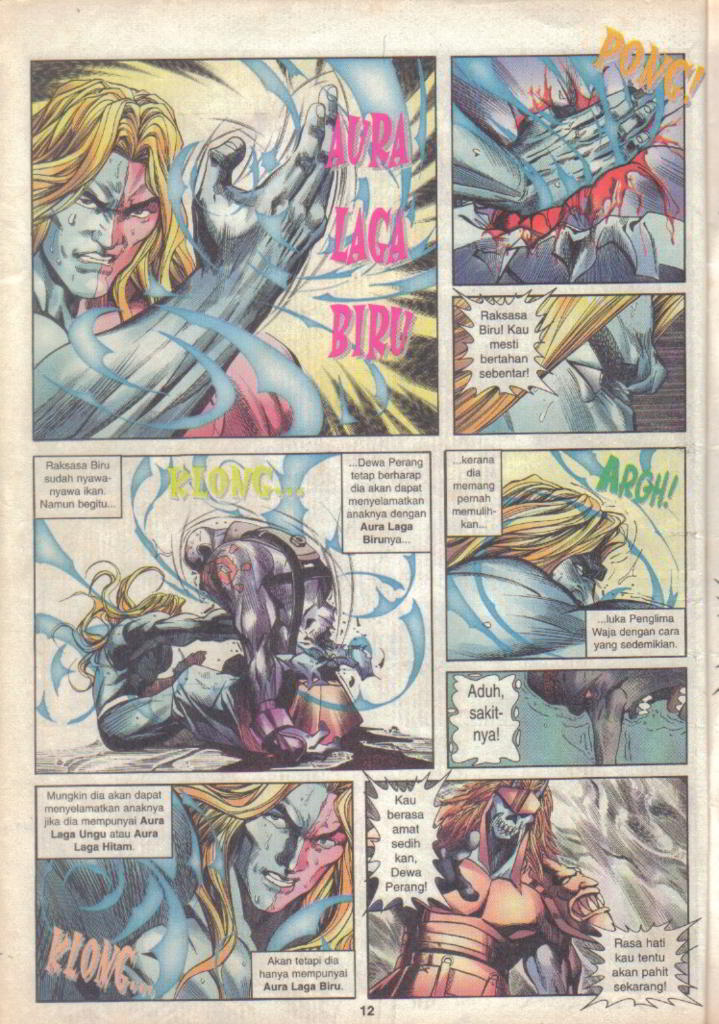 AURA
LAGA
BIRU
PONG!
Raksasa
Biru! Kau
mesti
bertahan
sebentar!
Raksasa Biru
sudah nyawa-
nyawa ikan.
Namun begitu...
KLONG...
...Dewa Perang
tetap berharap
dia akan dapat
menyelamatkan
anaknya dengan
Aura Laga
Birunya...
...kerana
dia
memang
pernah
memulih-
kan...
ARGH!
...luka Penglima
Waja dengan cara
yang sedemikian.
Aduh,
sakit-
nya!
Mungkin dia akan dapat
menyelamatkan anaknya
jika dia mempunyai Aura
Laga Ungu atau Aura
Laga Hitam.
KLONG...
Akan tetapi dia
hanya mempunyai
Aura Laga Biru.
Kau
berasa
amat
sedih
kan,
Dewa
Perang!
Rasa hati
kau tentu
akan pahit
sekarang!
12